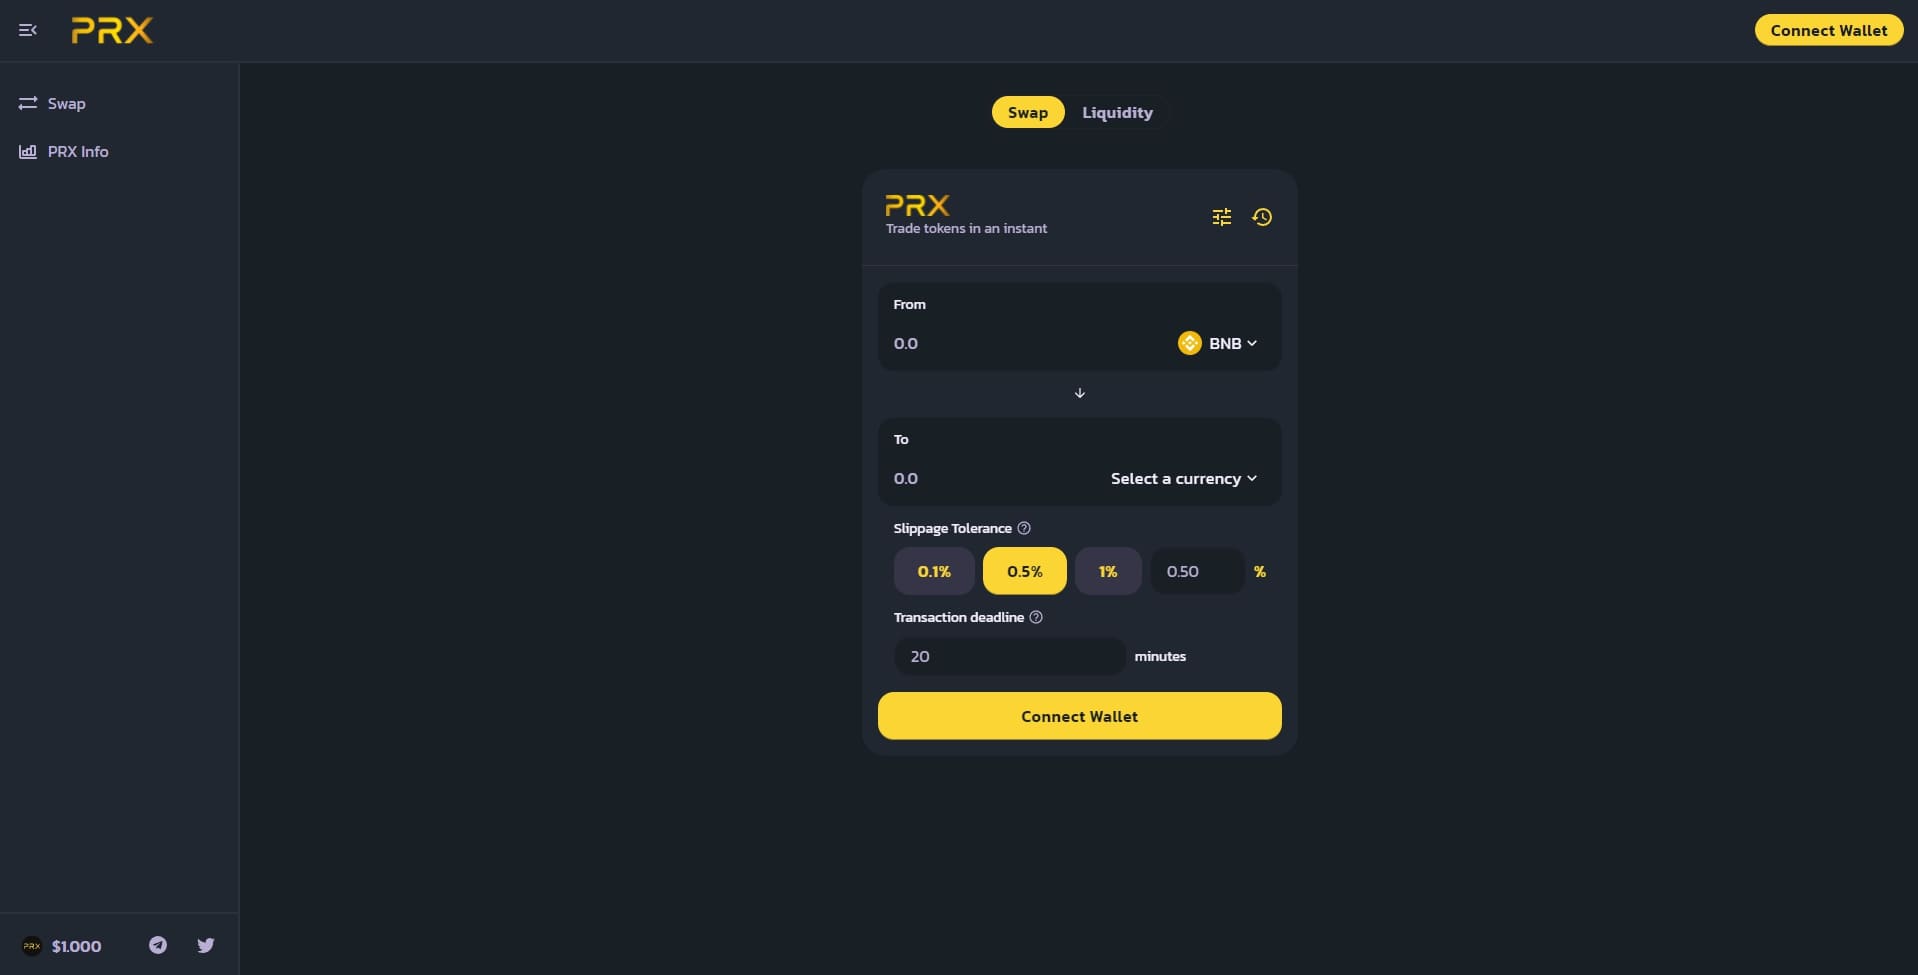 PRX
Connect Wallet
Swap
PRX Info
Swap Liquidity
PRX
Trade tokens in an instant
From
0.0 BNB
To
0.0 Select a currency
Slippage Tolerance
0.1% 0.5% 1% 0.50 %
Transaction deadline
20 minutes
Connect Wallet
PRX $1.000